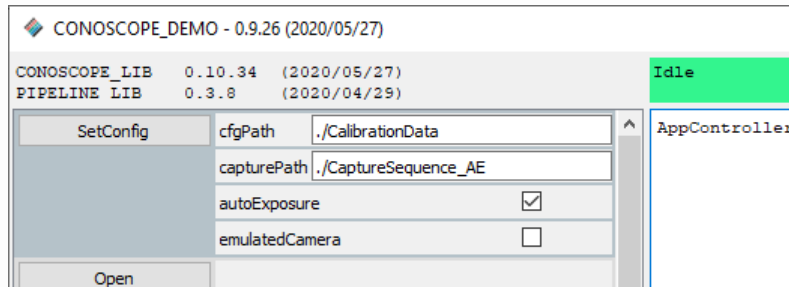 CONOSCOPE_DEMO - 0.9.26 (2020/05/27)
CONOSCOPE_LIB 0.10.34 (2020/05/27)
PIPELINE LIB 0.3.8 (2020/04/29)
Idle
SetConfig cfgPath ./CalibrationData
capturePath ./CaptureSequence_AE
autoExposure
emulatedCamera
Open
AppController